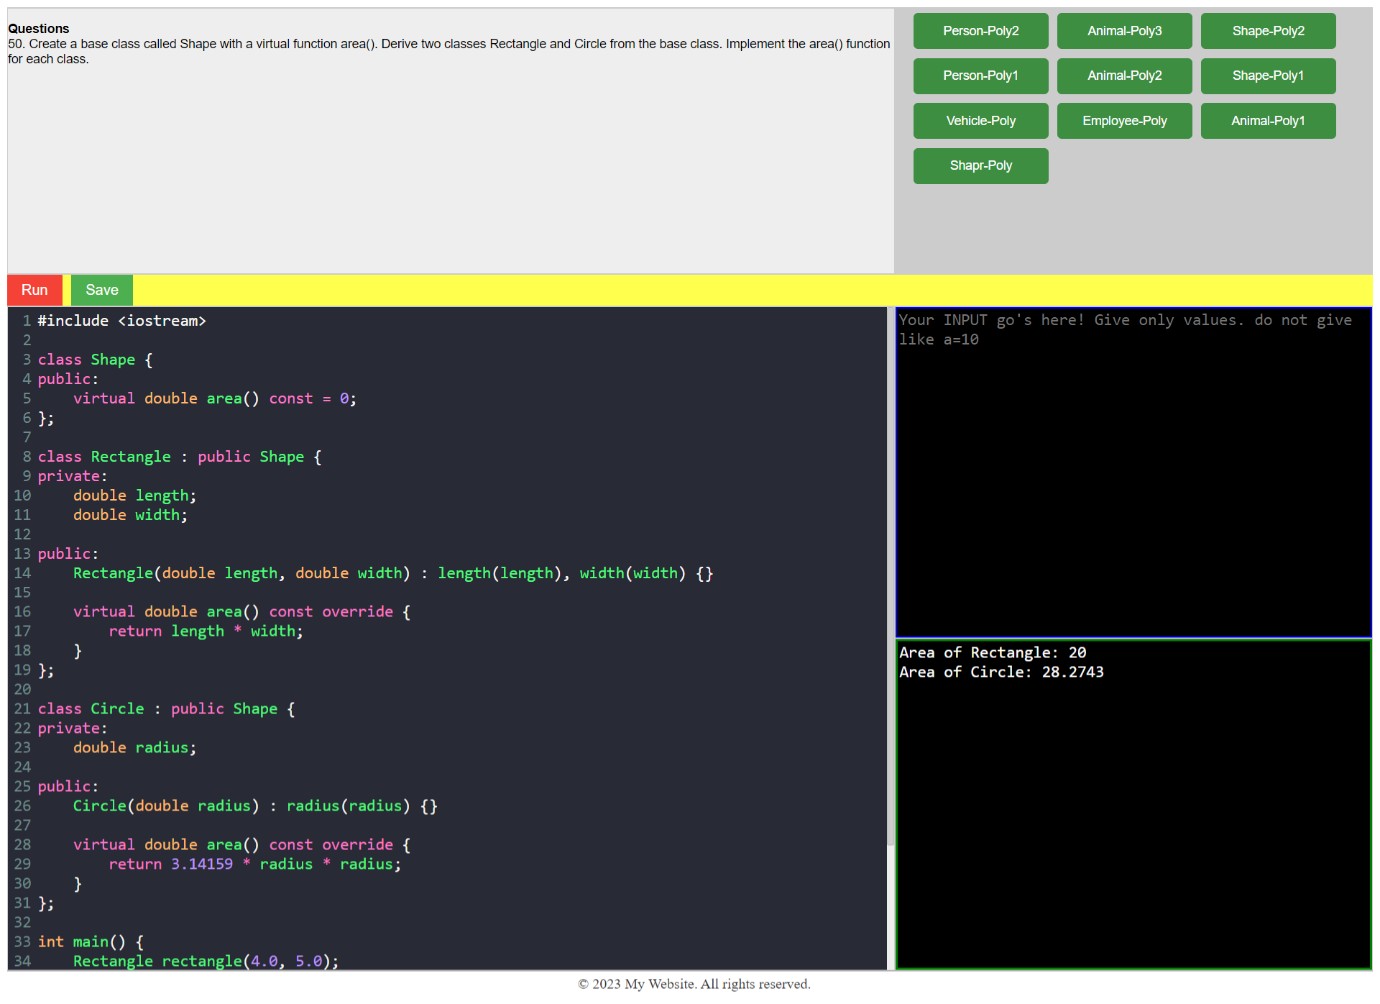 Questions
50. Create a base class called Shape with a virtual function area(). Derive two classes Rectangle and Circle from the base class. Implement the area() function
for each class.
Person-Poly2 Animal-Poly3 Shape-Poly2
Person-Poly1 Animal-Poly2 Shape-Poly1
Vehicle-Poly Employee-Poly Animal-Poly1
Shapr-Poly
Run Save
1 #include <iostream>
2
3 class Shape {
4 public:
5     virtual double area() const = 0;
6 };
7
8 class Rectangle : public Shape {
9 private:
10     double length;
11     double width;
12
13 public:
14     Rectangle(double length, double width) : length(length), width(width) {}
15
16     virtual double area() const override {
17         return length * width;
18     }
19 };
20
21 class Circle : public Shape {
22 private:
23     double radius;
24
25 public:
26     Circle(double radius) : radius(radius) {}
27
28     virtual double area() const override {
29         return 3.14159 * radius * radius;
30     }
31 };
32
33 int main() {
34     Rectangle rectangle(4.0, 5.0);
Your INPUT go's here! Give only values. do not give
like a=10
Area of Rectangle: 20
Area of Circle: 28.2743
© 2023 My Website. All rights reserved.